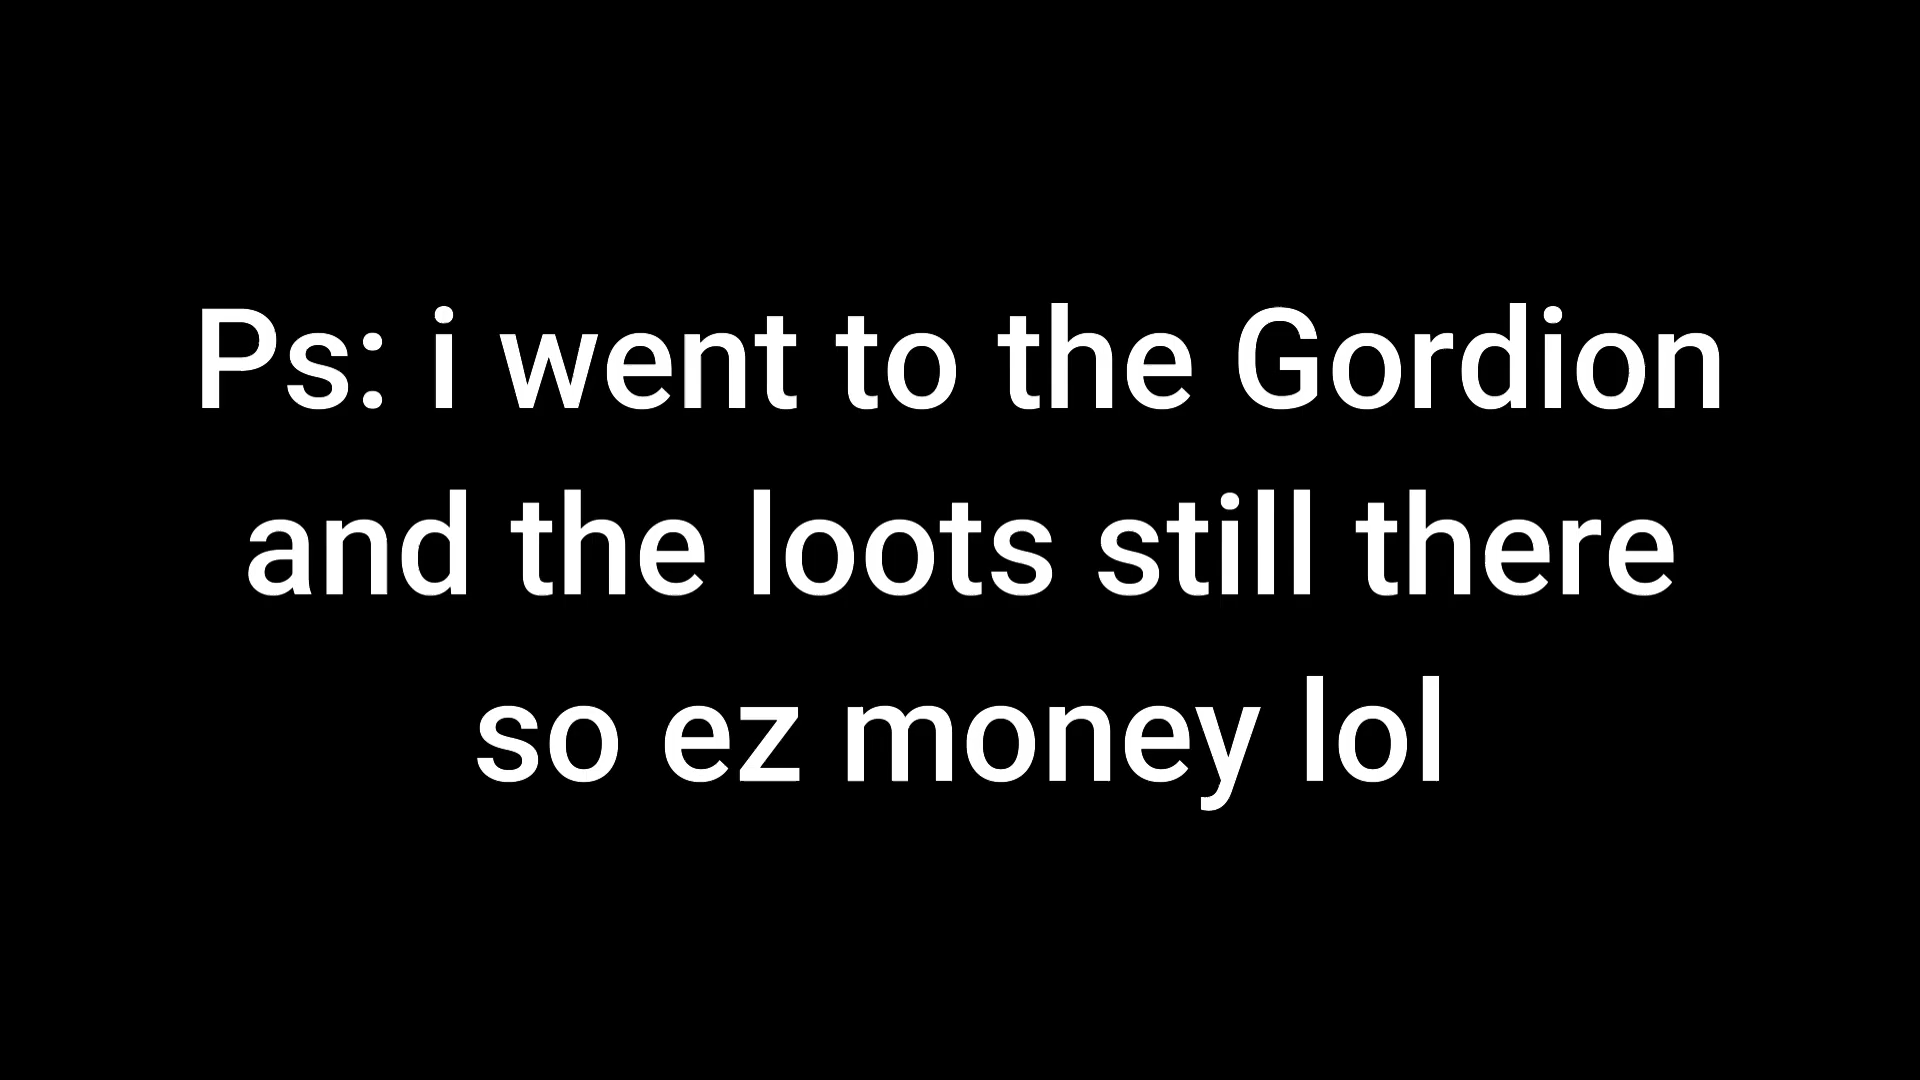 Ps: i went to the Gordion
and the loots still there
so ez money lol